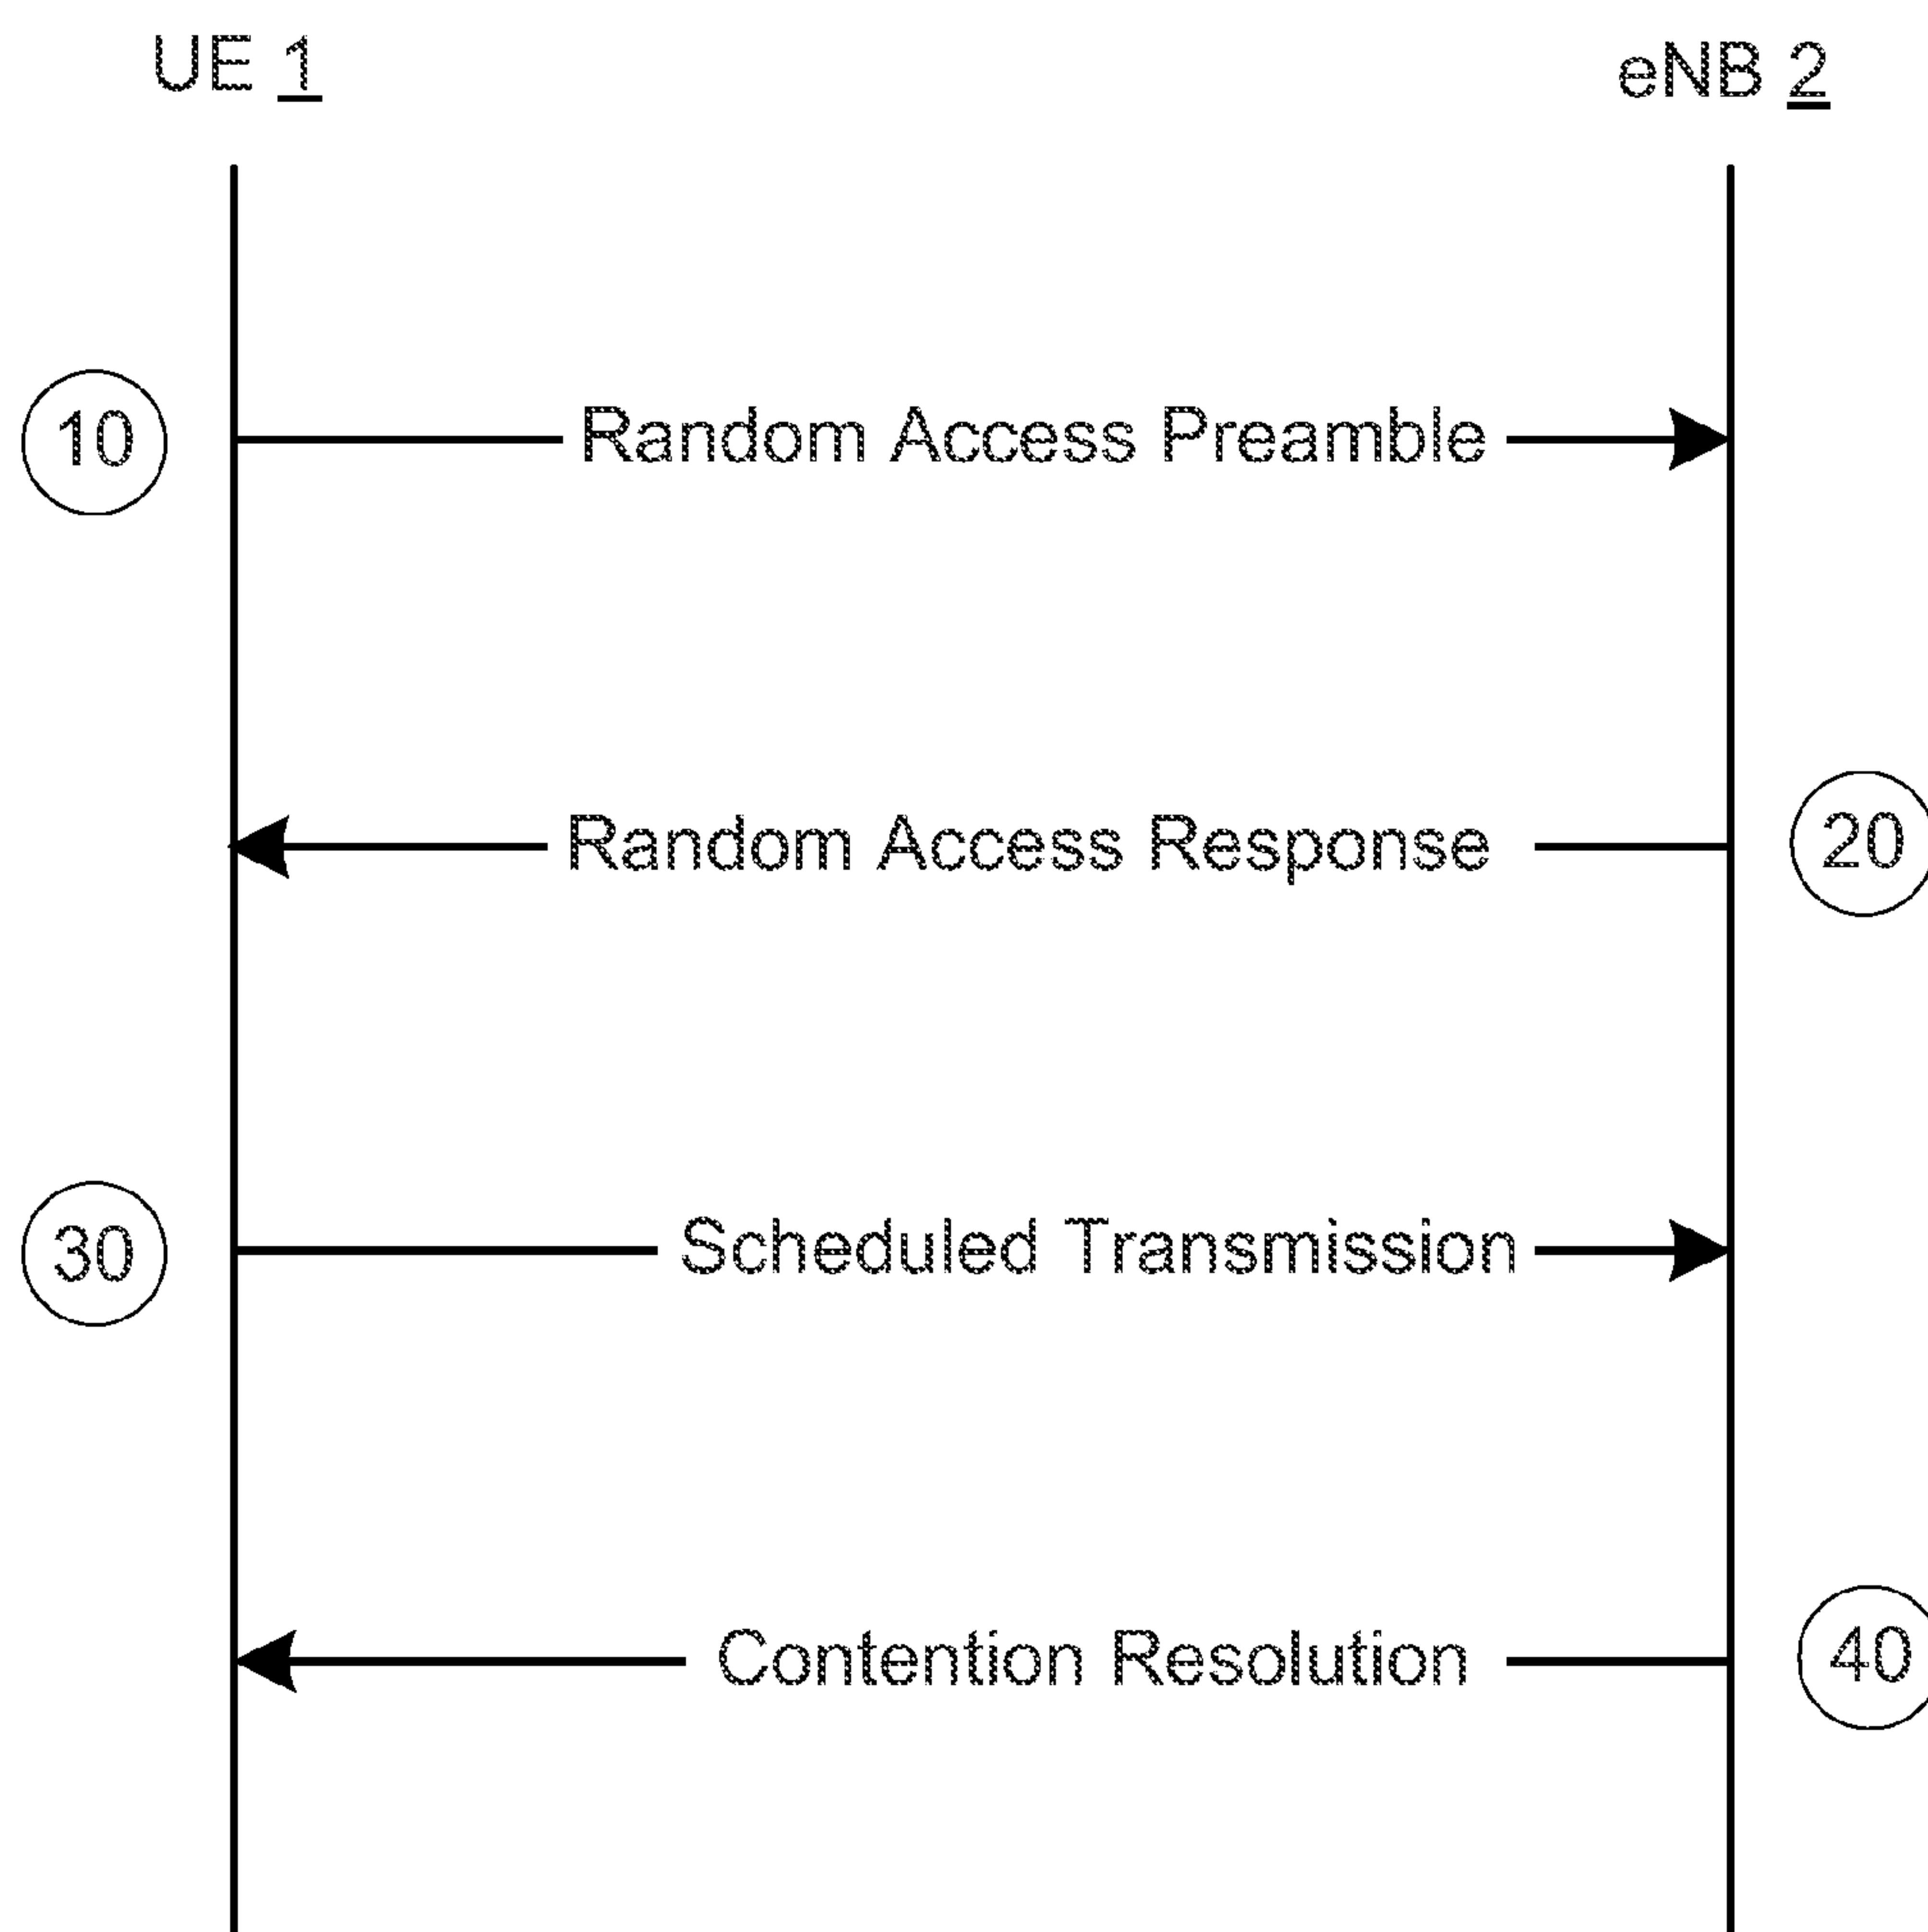 UE 1
eNB 2
10
Random Access Preamble
Random Access Response
20
30
Scheduled Transmission
Contention Resolution
40